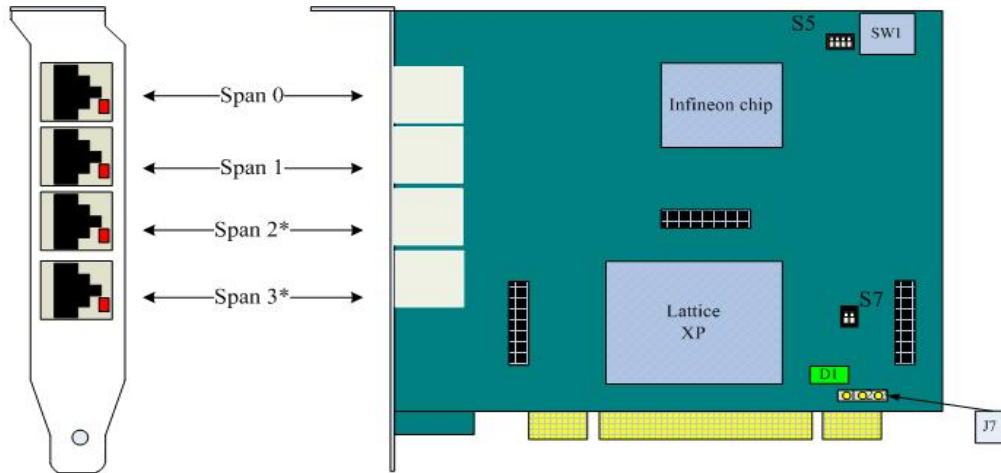 S5
SW1
Span 0
Infineon chip
Span 1
Span 2*
Span 3*
S7
Lattice
XP
D1
J7